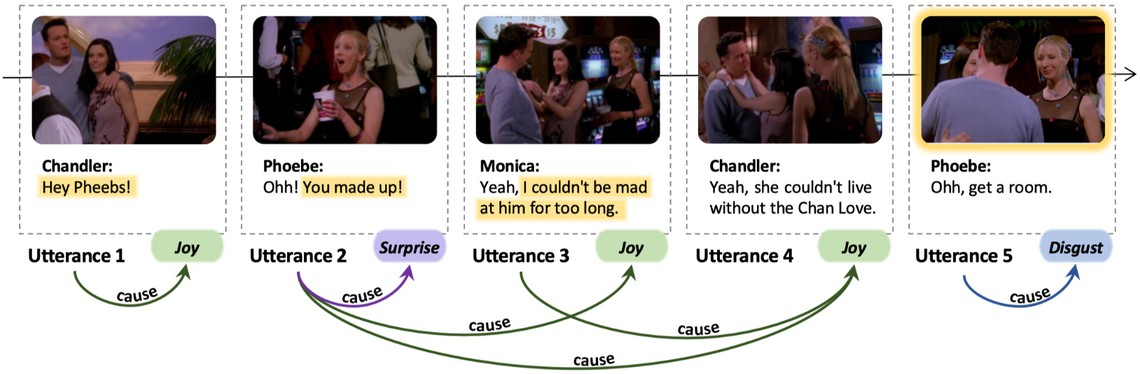 Chandler:
Hey Pheebs!
Phoebe:
Ohh! You made up!
Monica:
Yeah, I couldn't be mad
at him for too long.
Chandler:
Yeah, she couldn't live
without the Chan Love.
Phoebe:
Ohh, get a room.
Utterance 1
Joy
Utterance 2
Surprise
Utterance 3
Joy
Utterance 4
Joy
Utterance 5
Disgust
cause
cause
cause
cause
cause
cause